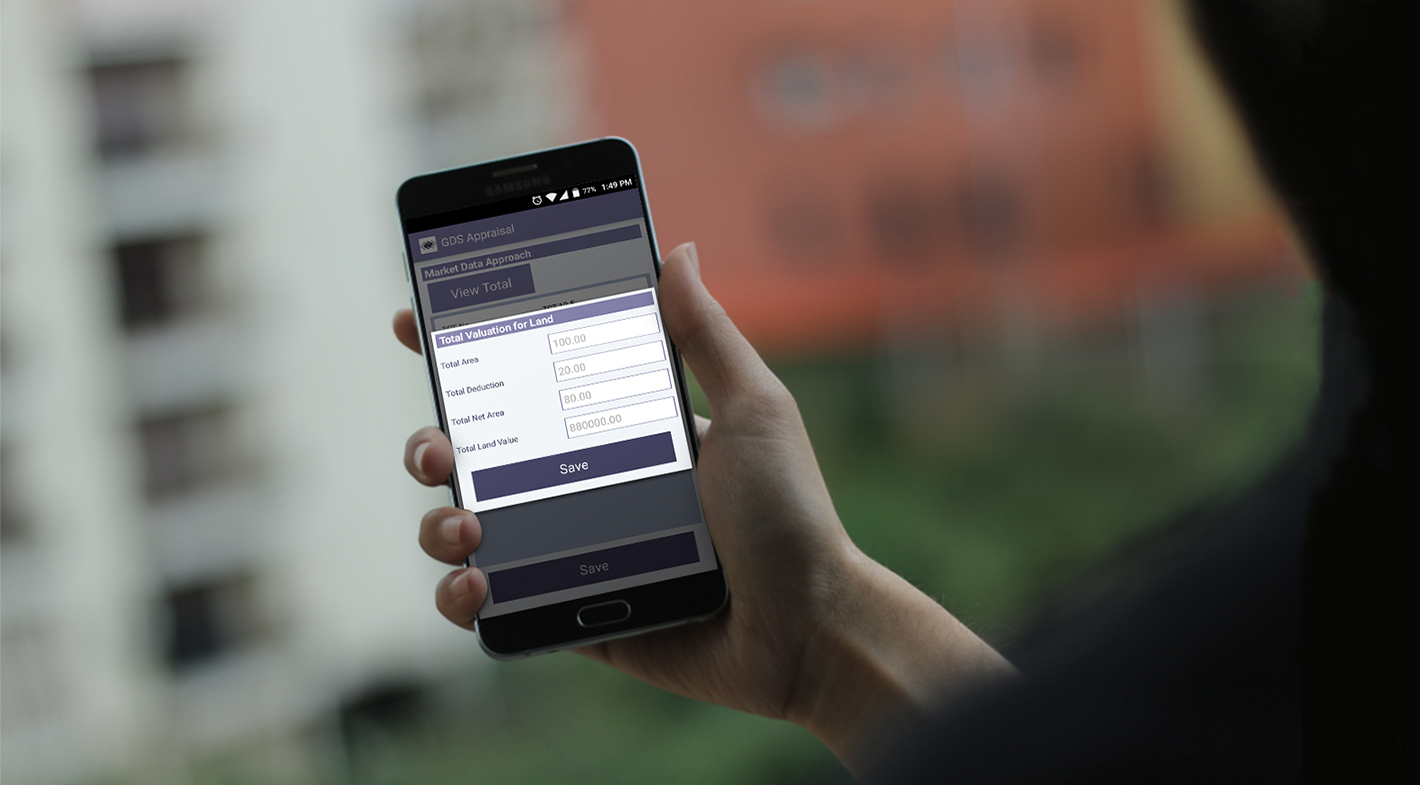 SAMSUNG
77% 1:49 PM
GDS Appraisal
Market Data Approach
View Total
Total Valuation for Land
Total Area 100.00
Total Deduction 20.00
Total Net Area 80.00
Total Land Value 880000.00
Save
Save